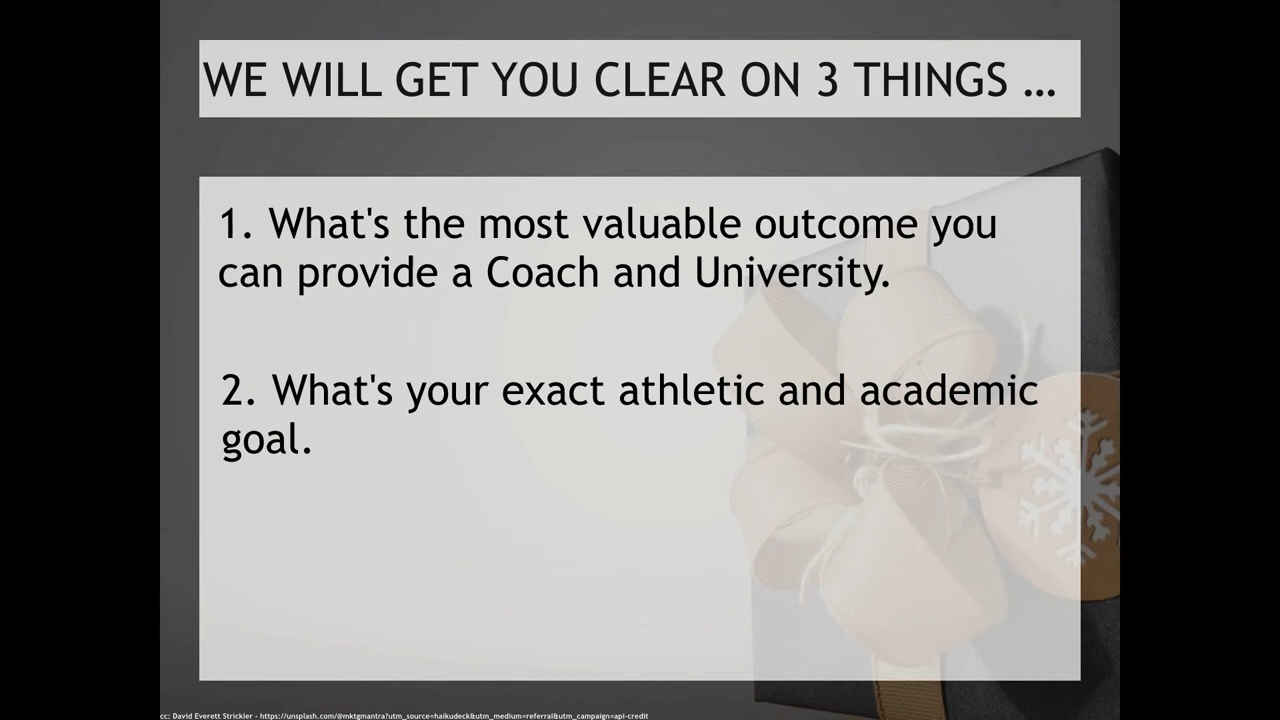 WE WILL GET YOU CLEAR ON 3 THINGS ...
1. What's the most valuable outcome you
can provide a Coach and University.
2. What's your exact athletic and academic
goal.
cc: David Everett Strickler - https://unsplash.com/@mktgmantra?utm_source=haikudeck&utm_medium=referral&utm_campaign=api-credit